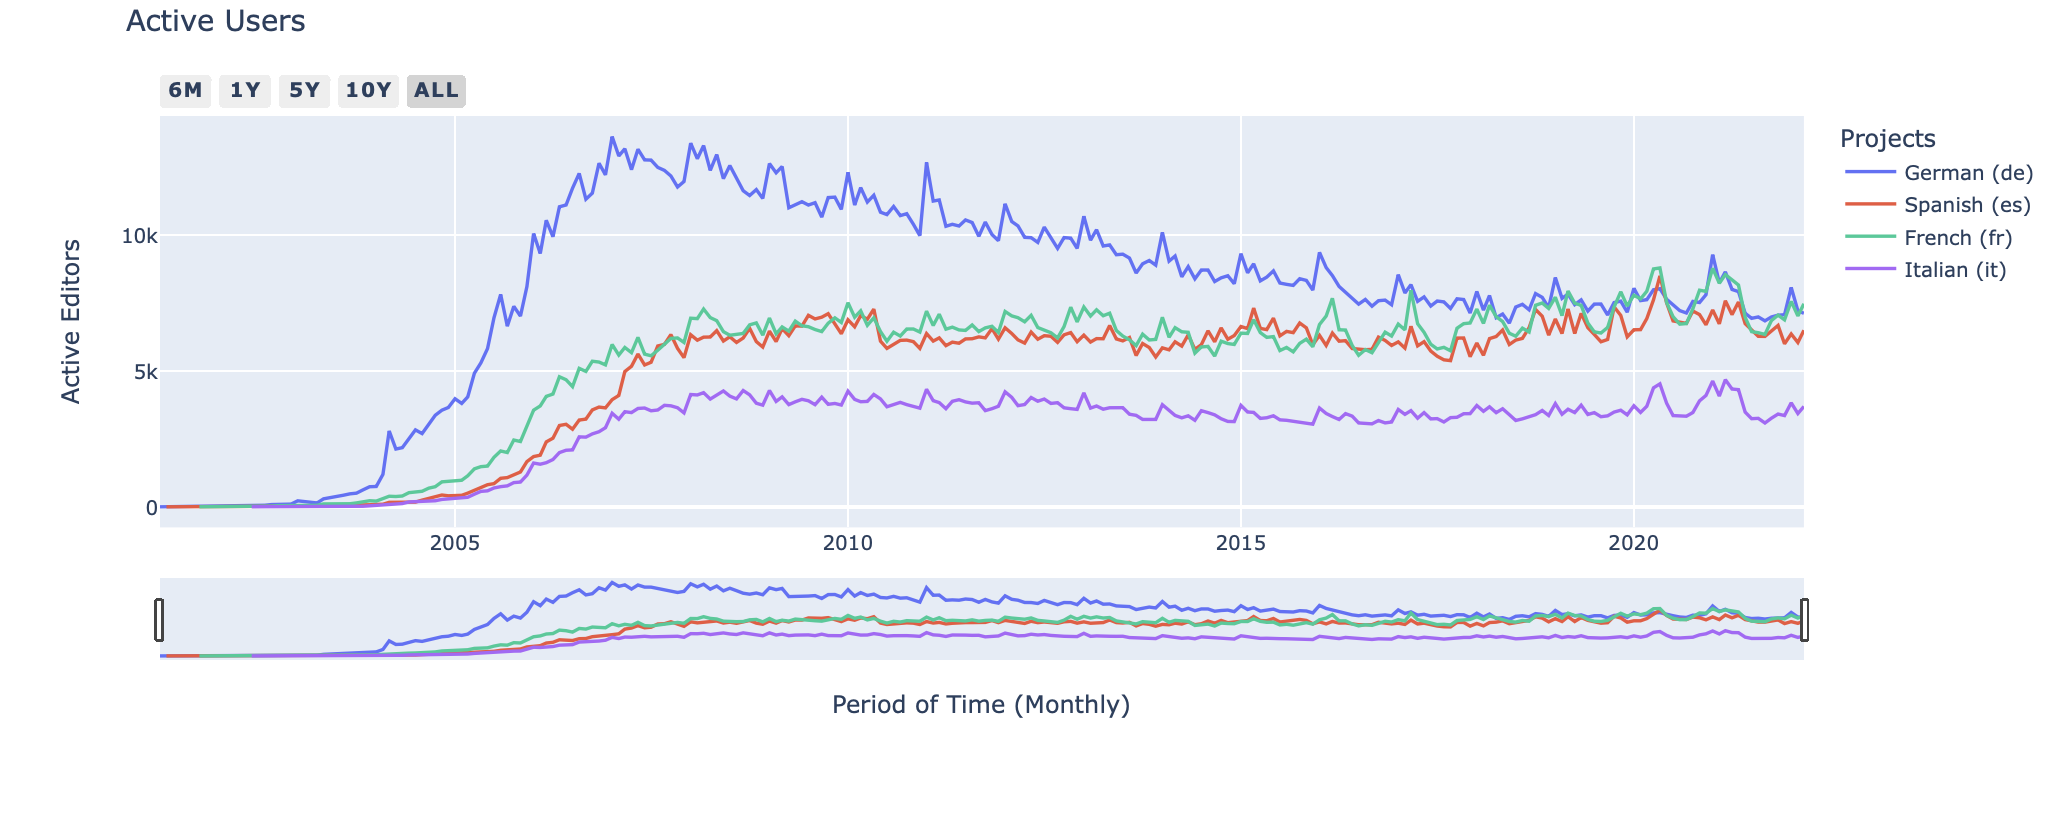 Active Users
6M 1Y 5Y 10Y ALL
Projects
German (de)
Spanish (es)
French (fr)
Italian (it)
Active Editors
10k
5k
0
2005 2010 2015 2020
Period of Time (Monthly)